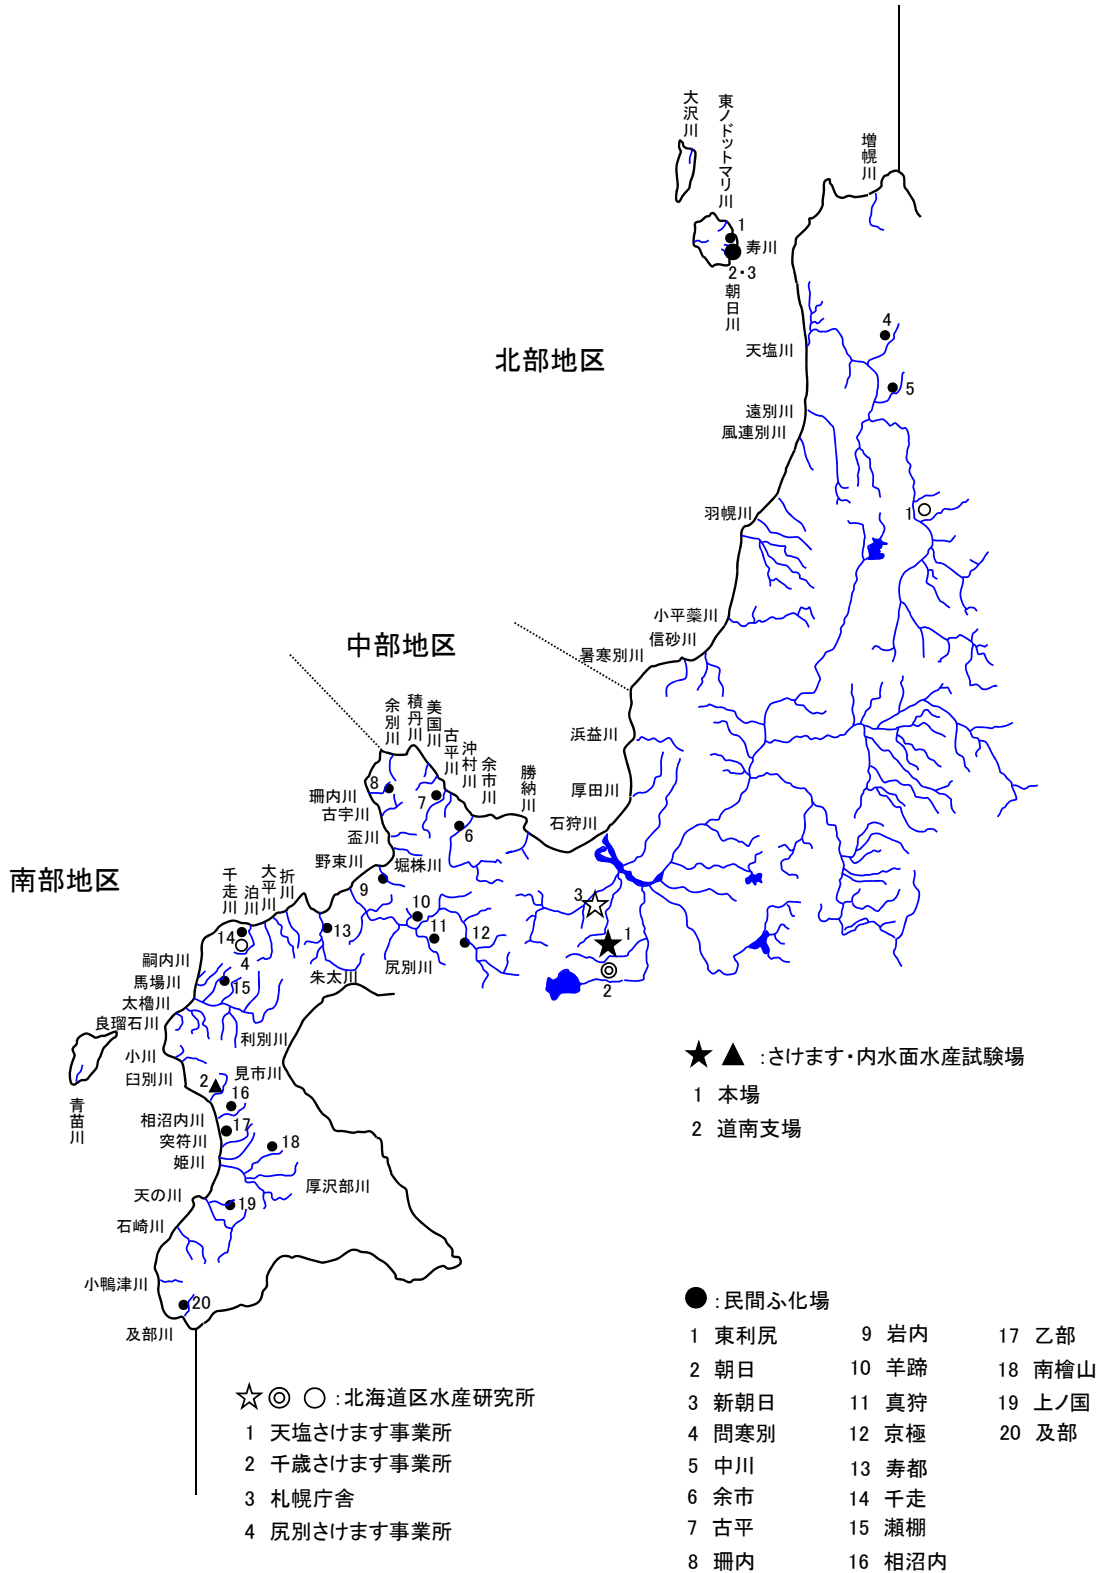 大沢川
東ノドットマリ川
増幌川
1
寿川
2・3
朝日川
4
北部地区
天塩川
5
遠別川
風連別川
羽幌川
1
小平蘂川
信砂川
中部地区
暑寒別川
余別川
積丹川
美国川
古平川
沖村川
余市川
勝納川
浜益川
8
珊内川
7
厚田川
古宇川
石狩川
盃川
6
野束川
堀株川
南部地区
千走川
泊川
大平川
折川
9
3
10
14
13
11
12
1
嗣内川
4
朱太川
尻別川
馬場川
15
2
太櫓川
良瑠石川
利別川
小川
臼別川
2
見市川
16
青苗川
相沼内川
17
突符川
18
姫川
厚沢部川
天の川
19
石崎川
小鴨津川
20
及部川
★ ▲ :さけます・内水面水産試験場
1 本場
2 道南支場
☆ ◎ ○ :北海道区水産研究所
1 天塩さけます事業所
2 千歳さけます事業所
3 札幌庁舎
4 尻別さけます事業所
● :民間ふ化場
1 東利尻
2 朝日
3 新朝日
4 問寒別
5 中川
6 余市
7 古平
8 珊内
9 岩内
10 羊蹄
11 真狩
12 京極
13 寿都
14 千走
15 瀬棚
16 相沼内
17 乙部
18 南檜山
19 上ノ国
20 及部